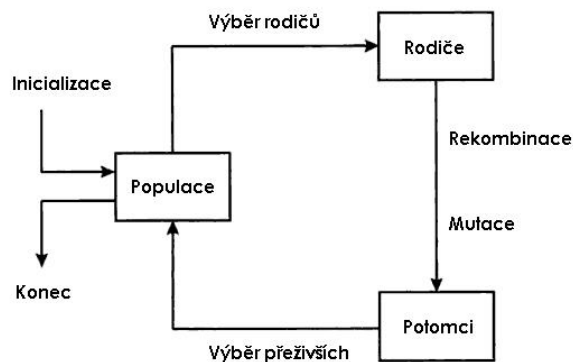 Výběr rodičů
Rodiče
Inicializace
Rekombinace
Populace
Mutace
Konec
Potomci
Výběr přeživších